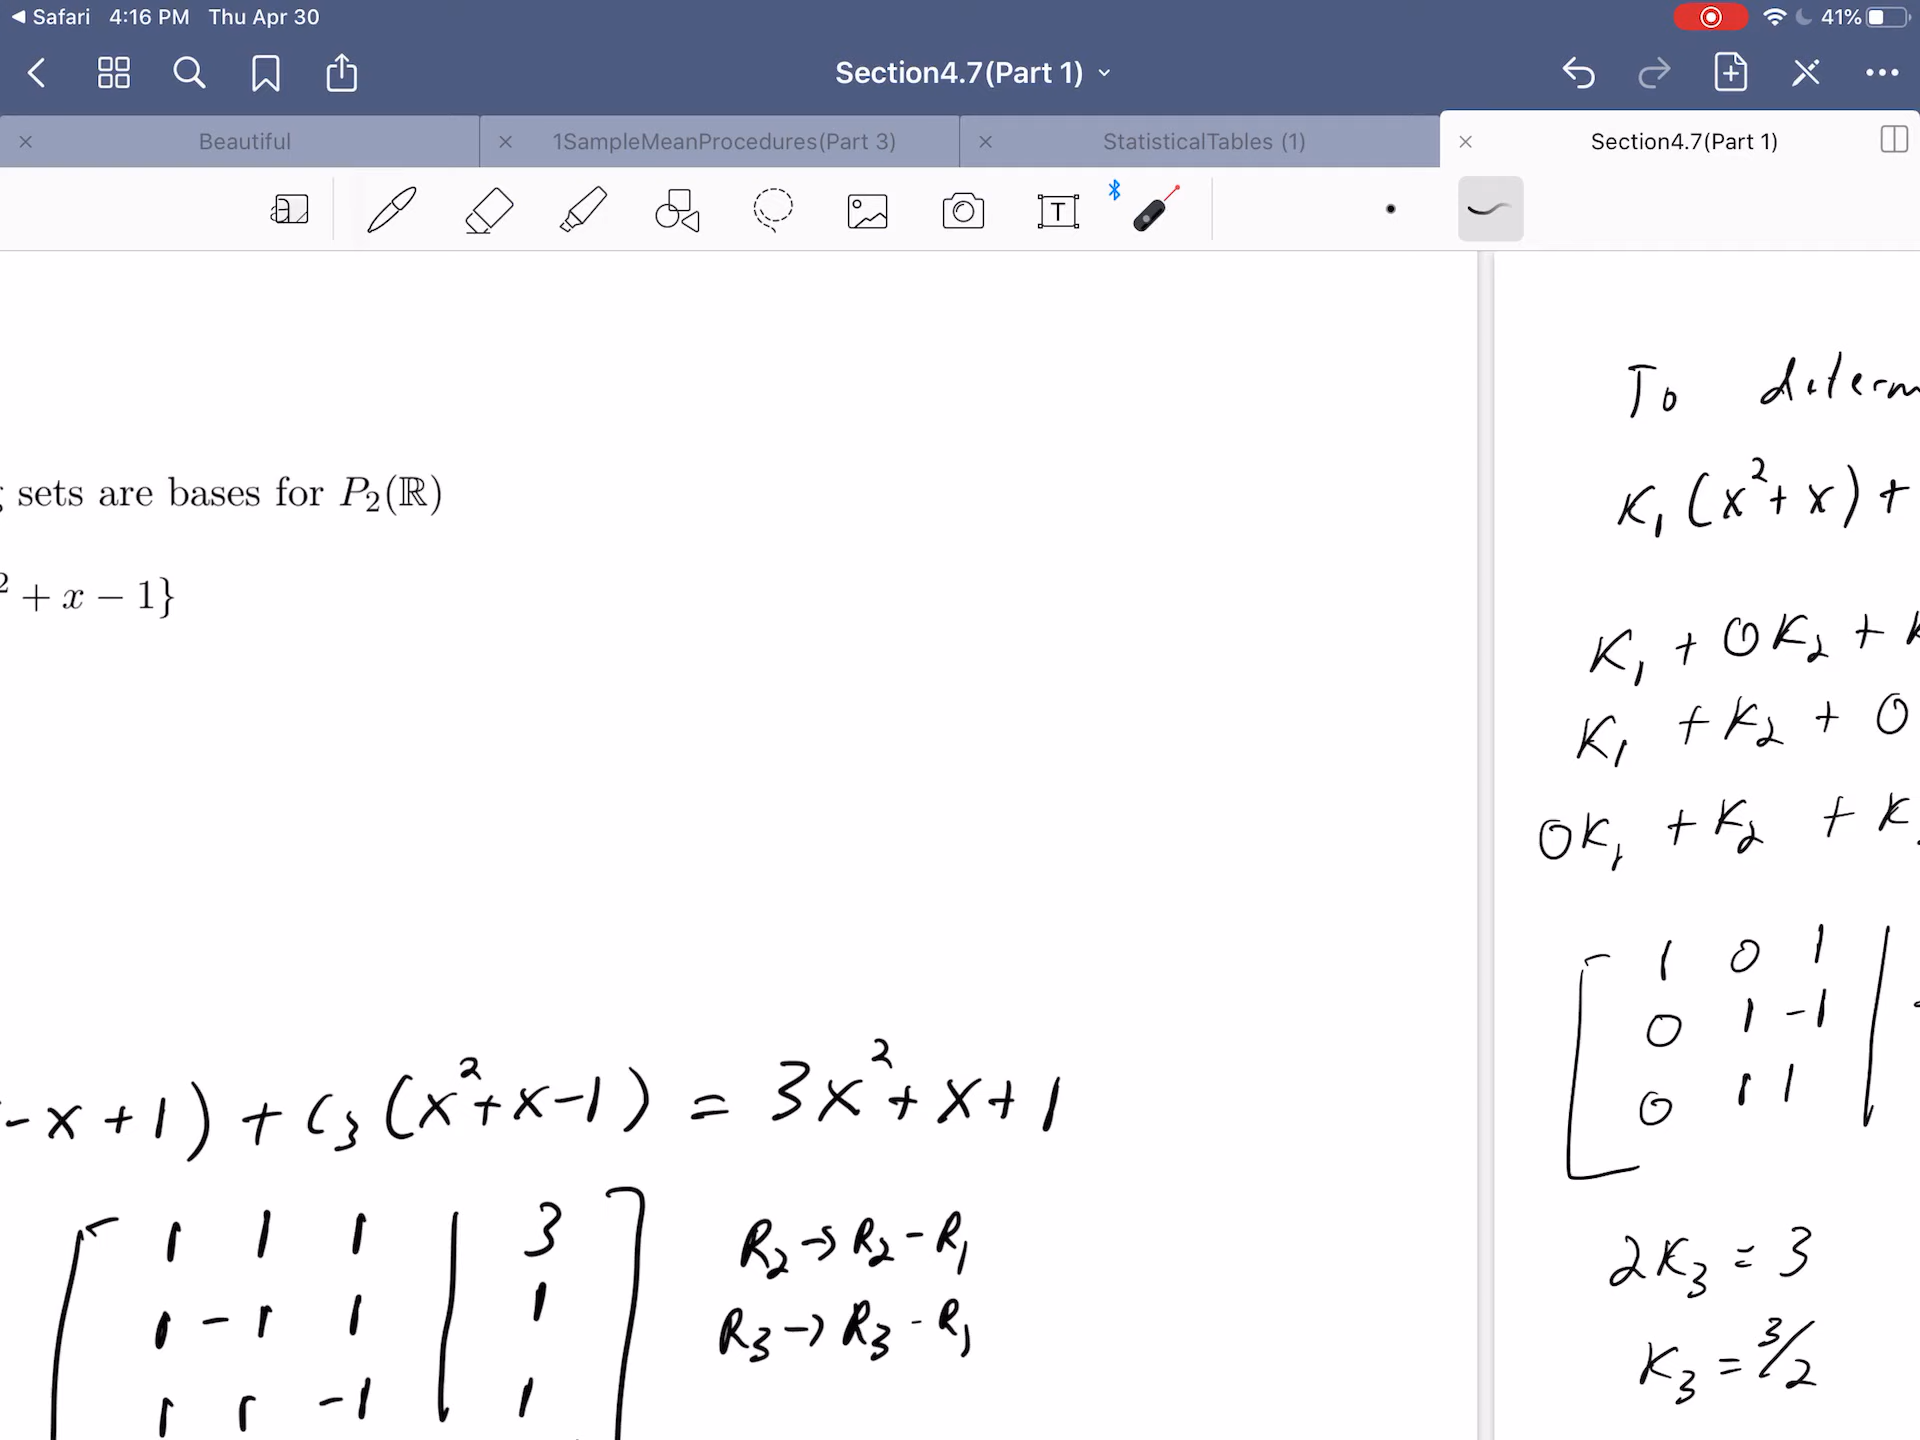 Safari 4:16 PM Thu Apr 30 41%
Section4.7(Part 1)
Beautiful 1SampleMeanProcedures(Part 3) StatisticalTables (1) Section4.7(Part 1)
a T
sets are bases for P₂(ℝ)
² + x − 1}
- x + 1) + c₃ (x² + x - 1) = 3x² + x + 1
1 1 1 | 3
1 -1 1 | 1
1 1 -1 | 1
R₂ → R₂ - R₁
R₃ → R₃ - R₁
To determ
K₁ (x² + x) +
K₁ + 0K₂ + K
K₁ + K₂ + 0
0K₁ + K₂ + K
1 0 1
0 1 -1
0 1 1
2K₃ = 3
K₃ = 3/2